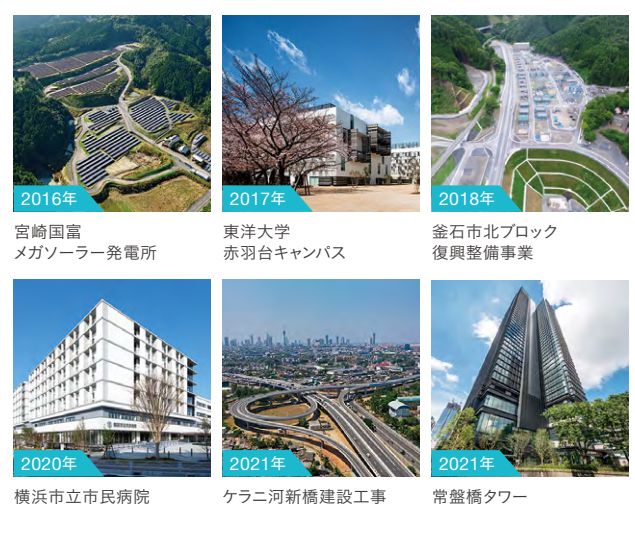 2016年
宮崎国富
メガソーラー発電所
2017年
東洋大学
赤羽台キャンパス
2018年
釜石市北ブロック
復興整備事業
2020年
横浜市立市民病院
2021年
ケラニ河新橋建設工事
2021年
常盤橋タワー